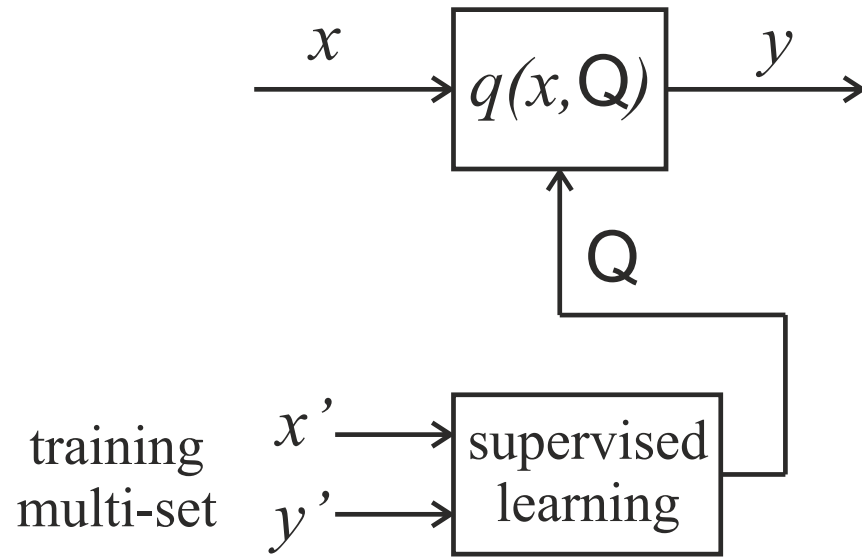 x
q(x,Q)
y
Q
training
multi-set
x’
y’
supervised
learning